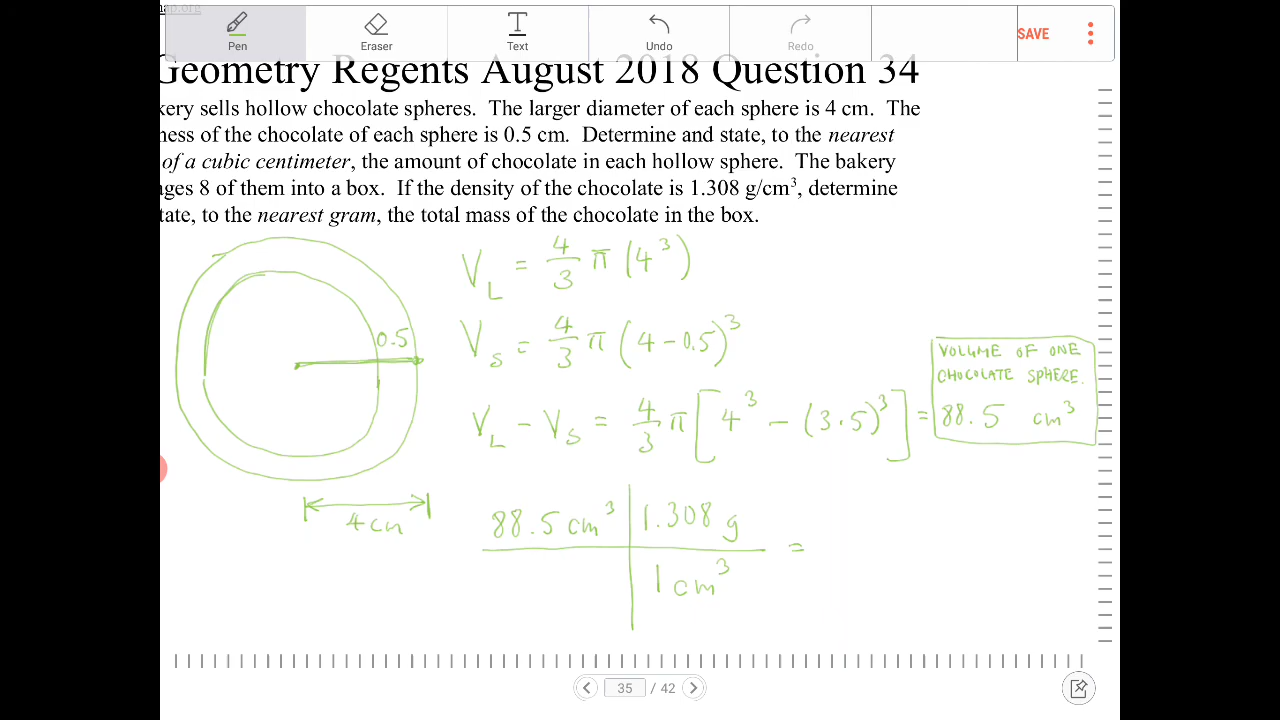 ap.org
Pen
Eraser
Text
Undo
Redo
SAVE
Geometry Regents August 2018 Question 34
kery sells hollow chocolate spheres. The larger diameter of each sphere is 4 cm. The
ness of the chocolate of each sphere is 0.5 cm. Determine and state, to the nearest
of a cubic centimeter, the amount of chocolate in each hollow sphere. The bakery
ges 8 of them into a box. If the density of the chocolate is 1.308 g/cm³, determine
tate, to the nearest gram, the total mass of the chocolate in the box.
V_L = 4/3 π (4³)
0.5
V_s = 4/3 π (4 - 0.5)³
VOLUME OF ONE
CHOCOLATE SPHERE.
V_L - V_s = 4/3 π [4³ - (3.5)³] = 88.5 cm³
4 cm
88.5 cm³ | 1.308 g
1 cm³ =
35 / 42